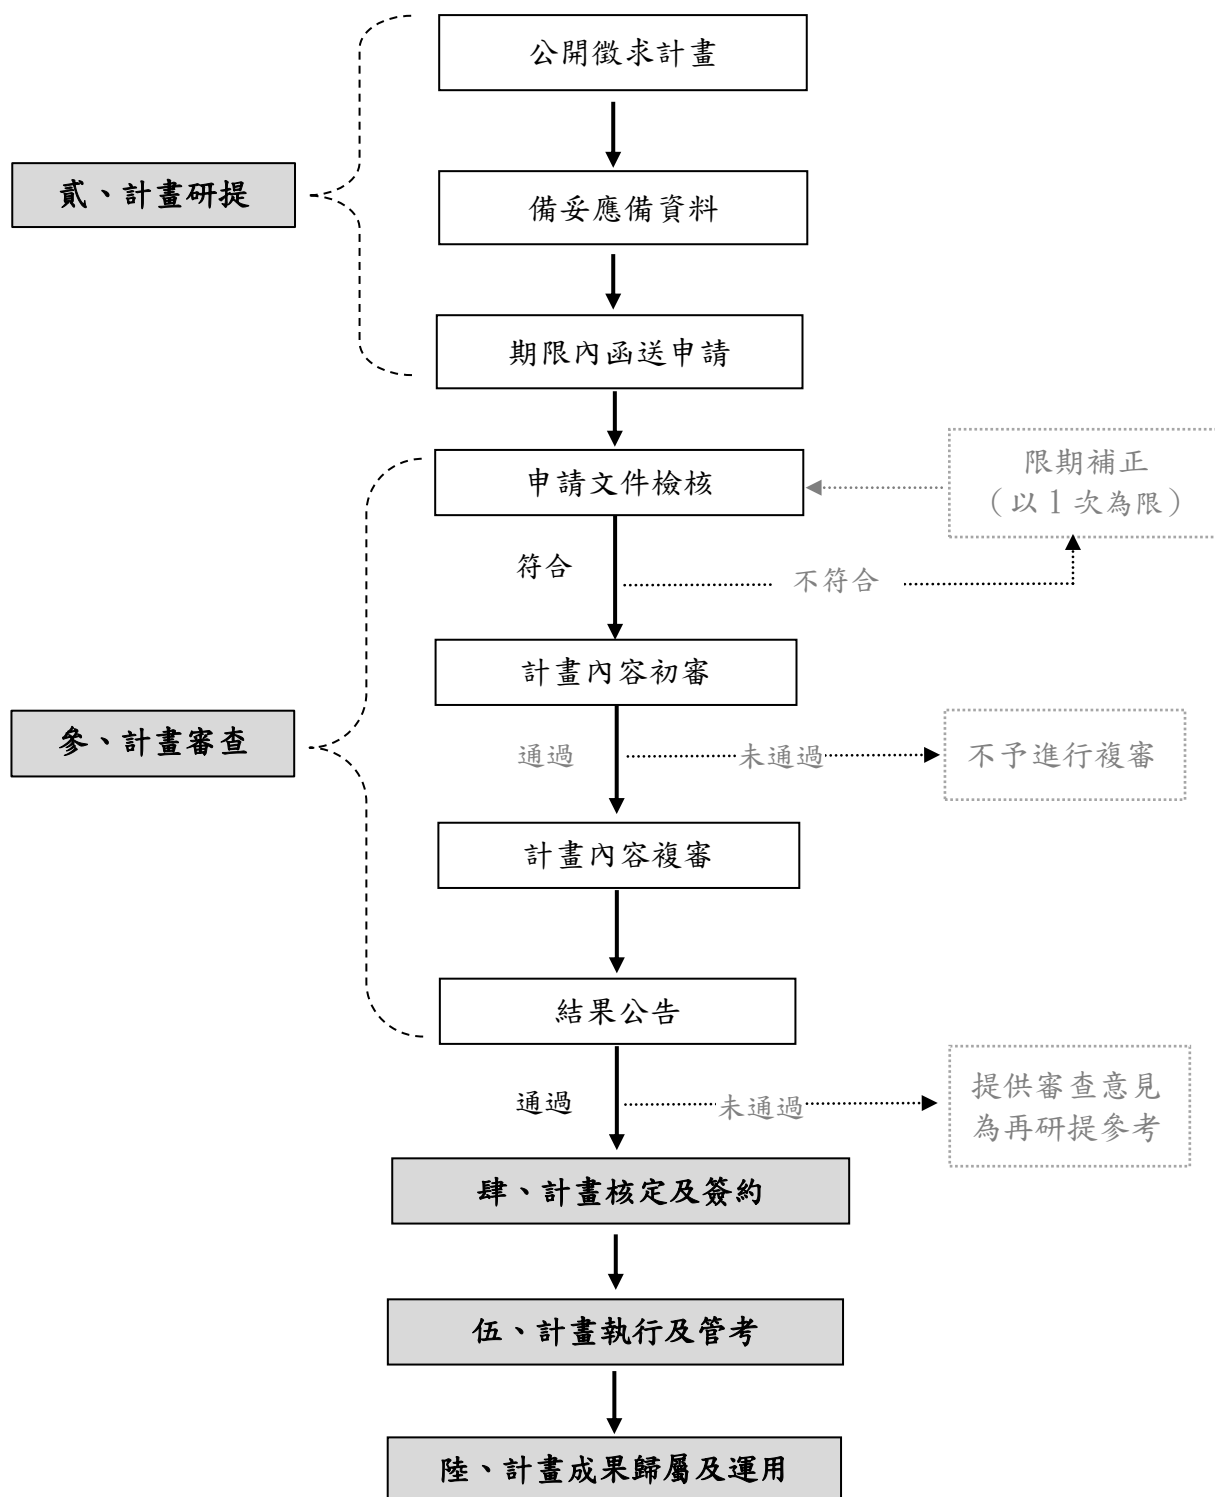 公開徵求計畫
貳、計畫研提
備妥應備資料
期限內函送申請
申請文件檢核
限期補正
（以 1 次為限）
符合
不符合
計畫內容初審
參、計畫審查
通過
未通過
不予進行複審
計畫內容複審
結果公告
通過
未通過
提供審查意見
為再研提參考
肆、計畫核定及簽約
伍、計畫執行及管考
陸、計畫成果歸屬及運用